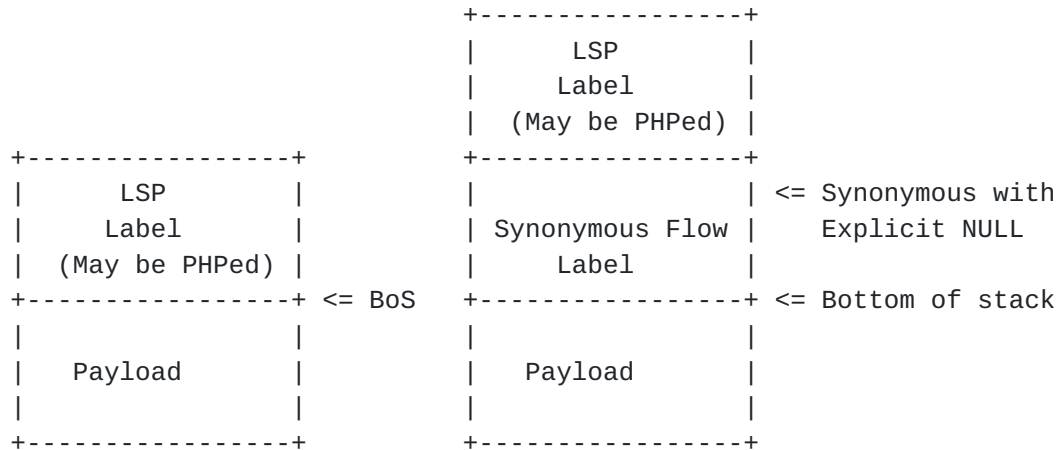 +-----------------+
                             |       LSP       |
                             |      Label      |
                             |  (May be PHPed) |
+-----------------+          +-----------------+
|       LSP       |          |                 | <= Synonymous with
|      Label      |          | Synonymous Flow |    Explicit NULL
|  (May be PHPed) |          |      Label      |
+-----------------+ <= BoS   +-----------------+ <= Bottom of stack
|                 |          |                 |
|   Payload       |          |   Payload       |
|                 |          |                 |
+-----------------+          +-----------------+